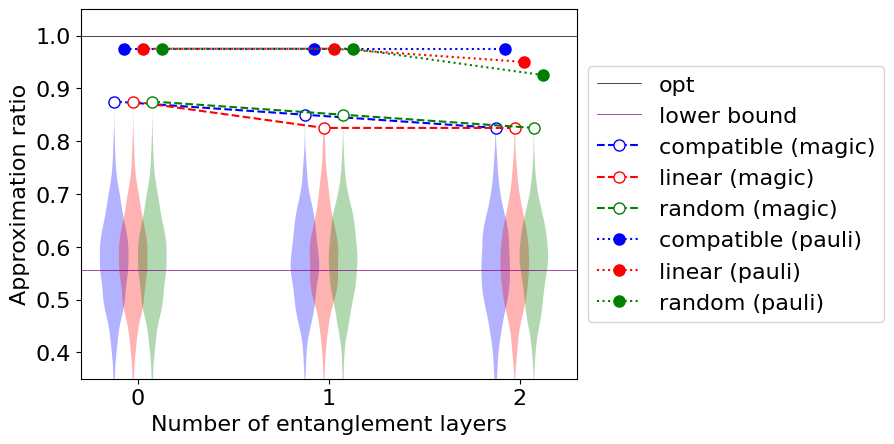 Approximation ratio
1.0
0.9
0.8
0.7
0.6
0.5
0.4
0
1
2
Number of entanglement layers
opt
lower bound
compatible (magic)
linear (magic)
random (magic)
compatible (pauli)
linear (pauli)
random (pauli)